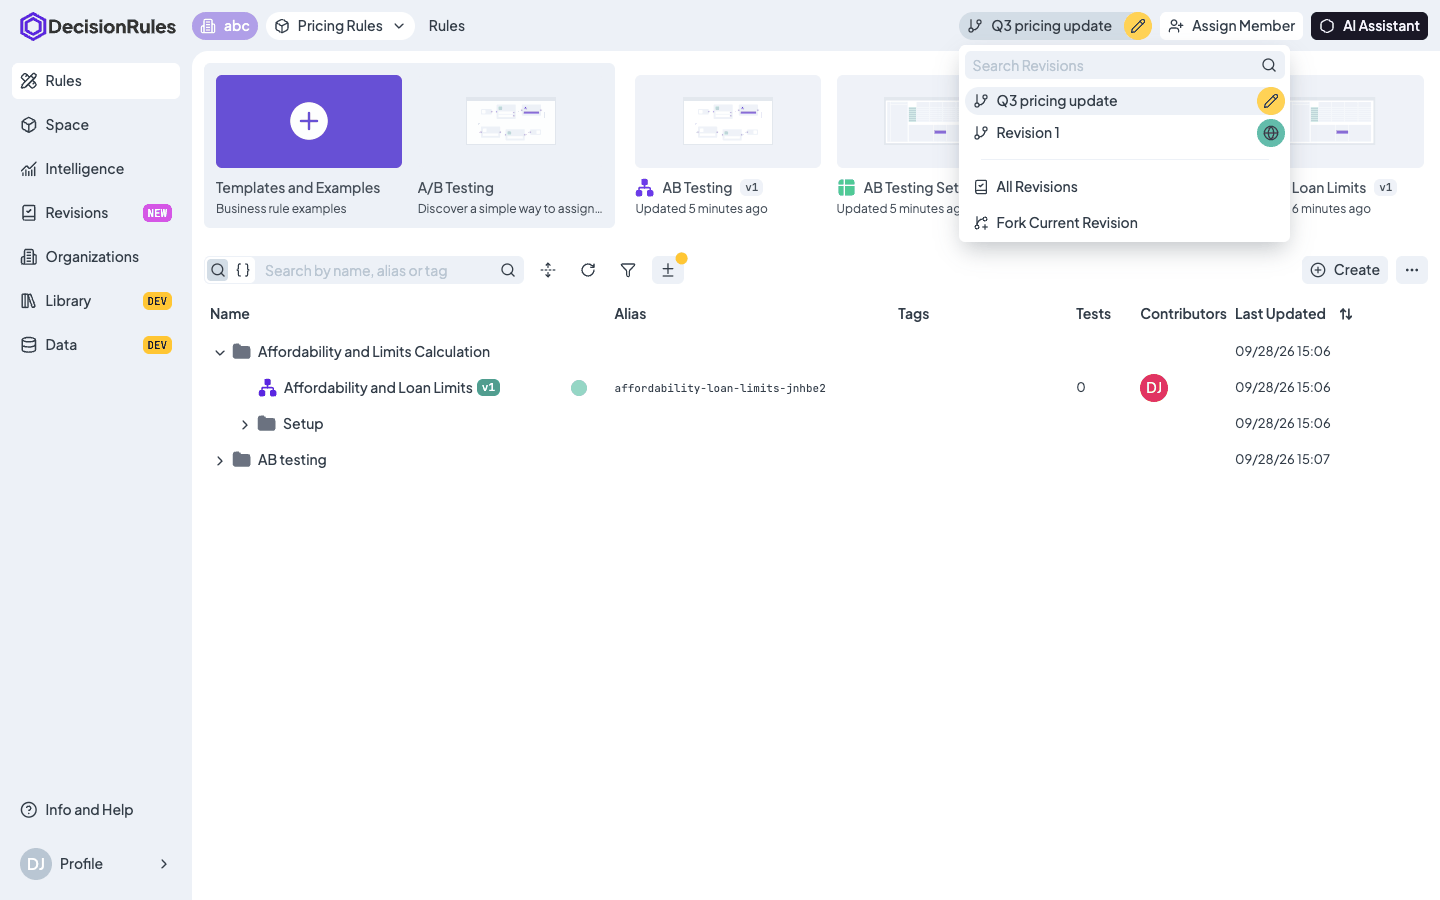 DecisionRules
abc
Pricing Rules
Rules
Q3 pricing update
Assign Member
AI Assistant
Rules
Space
Intelligence
Revisions NEW
Organizations
Library DEV
Data DEV
Info and Help
DJ Profile
Search Revisions
Q3 pricing update
Revision 1
All Revisions
Fork Current Revision
Templates and Examples
Business rule examples
A/B Testing
Discover a simple way to assign...
AB Testing v1
Updated 5 minutes ago
AB Testing Set
Updated 5 minutes ag
Loan Limits v1
6 minutes ago
{ } Search by name, alias or tag
Create
Name Alias Tags Tests Contributors Last Updated
Affordability and Limits Calculation 09/28/26 15:06
Affordability and Loan Limits v1 affordability-loan-limits-jnhbe2 0 DJ 09/28/26 15:06
Setup 09/28/26 15:06
AB testing 09/28/26 15:07